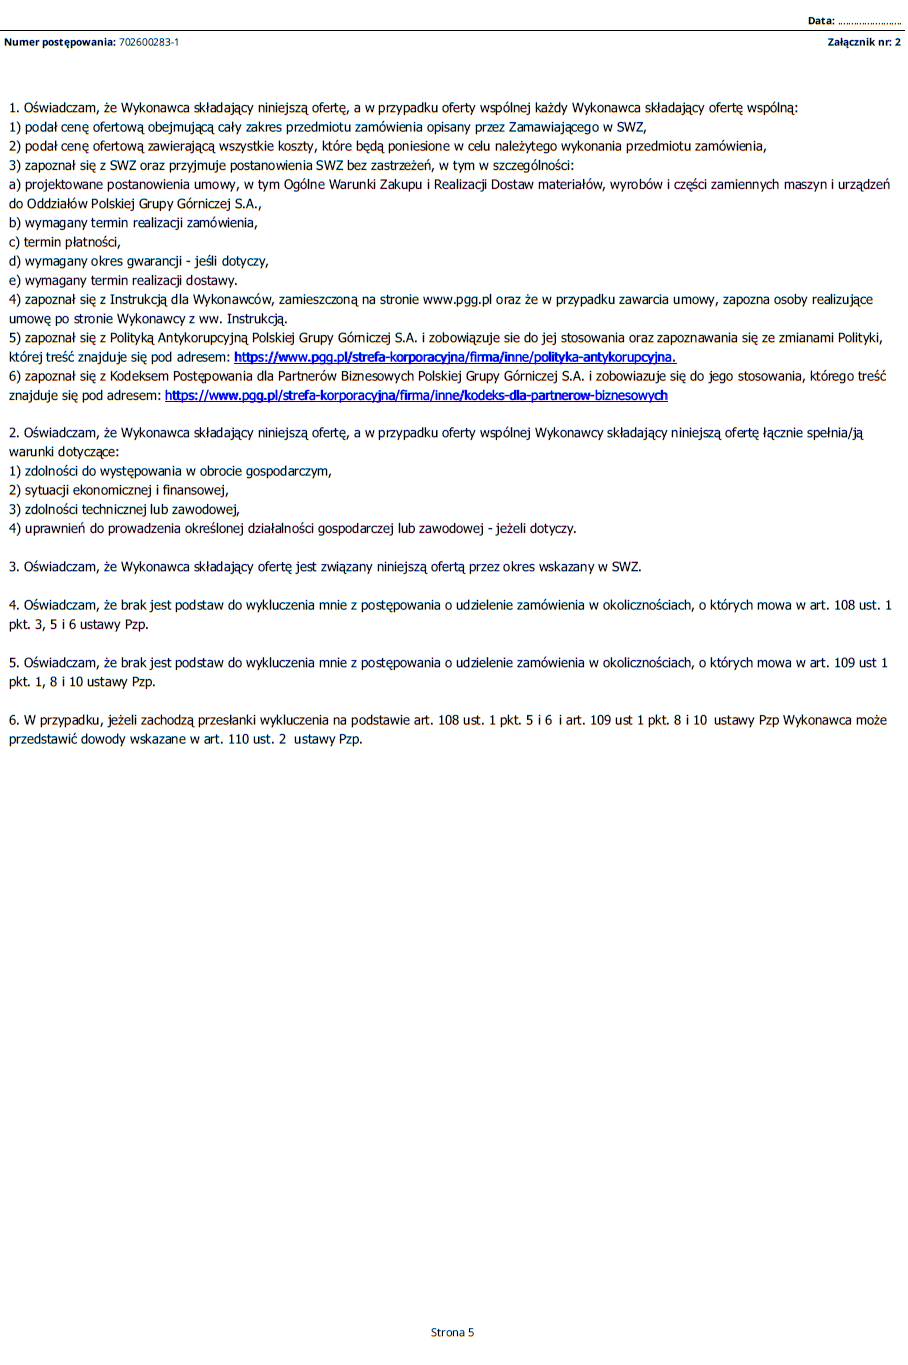 Data: ........................
Numer postępowania: 702600283-1
Załącznik nr: 2
1. Oświadczam, że Wykonawca składający niniejszą ofertę, a w przypadku oferty wspólnej każdy Wykonawca składający ofertę wspólną:
1) podał cenę ofertową obejmującą cały zakres przedmiotu zamówienia opisany przez Zamawiającego w SWZ,
2) podał cenę ofertową zawierającą wszystkie koszty, które będą poniesione w celu należytego wykonania przedmiotu zamówienia,
3) zapoznał się z SWZ oraz przyjmuje postanowienia SWZ bez zastrzeżeń, w tym w szczególności:
a) projektowane postanowienia umowy, w tym Ogólne Warunki Zakupu i Realizacji Dostaw materiałów, wyrobów i części zamiennych maszyn i urządzeń
do Oddziałów Polskiej Grupy Górniczej S.A.,
b) wymagany termin realizacji zamówienia,
c) termin płatności,
d) wymagany okres gwarancji - jeśli dotyczy,
e) wymagany termin realizacji dostawy.
4) zapoznał się z Instrukcją dla Wykonawców, zamieszczoną na stronie www.pgg.pl oraz że w przypadku zawarcia umowy, zapozna osoby realizujące
umowę po stronie Wykonawcy z ww. Instrukcją.
5) zapoznał się z Polityką Antykorupcyjną Polskiej Grupy Górniczej S.A. i zobowiązuje sie do jej stosowania oraz zapoznawania się ze zmianami Polityki,
której treść znajduje się pod adresem: https://www.pgg.pl/strefa-korporacyjna/firma/inne/polityka-antykorupcyjna.
6) zapoznał się z Kodeksem Postępowania dla Partnerów Biznesowych Polskiej Grupy Górniczej S.A. i zobowiazuje się do jego stosowania, którego treść
znajduje się pod adresem: https://www.pgg.pl/strefa-korporacyjna/firma/inne/kodeks-dla-partnerow-biznesowych
2. Oświadczam, że Wykonawca składający niniejszą ofertę, a w przypadku oferty wspólnej Wykonawcy składający niniejszą ofertę łącznie spełnia/ją
warunki dotyczące:
1) zdolności do występowania w obrocie gospodarczym,
2) sytuacji ekonomicznej i finansowej,
3) zdolności technicznej lub zawodowej,
4) uprawnień do prowadzenia określonej działalności gospodarczej lub zawodowej - jeżeli dotyczy.
3. Oświadczam, że Wykonawca składający ofertę jest związany niniejszą ofertą przez okres wskazany w SWZ.
4. Oświadczam, że brak jest podstaw do wykluczenia mnie z postępowania o udzielenie zamówienia w okolicznościach, o których mowa w art. 108 ust. 1
pkt. 3, 5 i 6 ustawy Pzp.
5. Oświadczam, że brak jest podstaw do wykluczenia mnie z postępowania o udzielenie zamówienia w okolicznościach, o których mowa w art. 109 ust 1
pkt. 1, 8 i 10 ustawy Pzp.
6. W przypadku, jeżeli zachodzą przesłanki wykluczenia na podstawie art. 108 ust. 1 pkt. 5 i 6 i art. 109 ust 1 pkt. 8 i 10 ustawy Pzp Wykonawca może
przedstawić dowody wskazane w art. 110 ust. 2 ustawy Pzp.
Strona 5